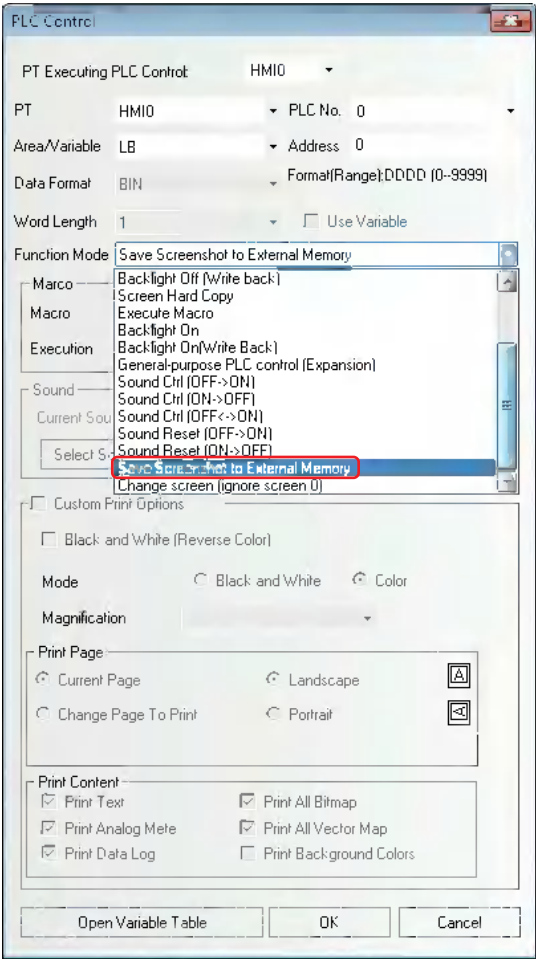 PLC Control
PT Executing PLC Control: HMI0
PT HMI0 PLC No. 0
Area/Variable LB Address 0
Data Format BIN Format(Range):DDDD (0--9999)
Word Length 1 Use Variable
Function Mode Save Screenshot to External Memory
Marco
Backlight Off (Write back)
Screen Hard Copy
Macro Execute Macro
Backlight On
Execution Backlight On(Write Back)
General-purpose PLC control (Expansion)
Sound Sound Ctrl (OFF->ON)
Sound Ctrl (ON->OFF)
Current Sou Sound Ctrl (OFF<->ON)
Sound Reset (OFF->ON)
Select S Sound Reset (ON->OFF)
Save Screenshot to External Memory
Change screen (ignore screen 0)
Custom Print Options
Black and White (Reverse Color)
Mode Black and White Color
Magnification
Print Page
Current Page Landscape A
Change Page To Print Portrait A
Print Content
Print Text Print All Bitmap
Print Analog Mete Print All Vector Map
Print Data Log Print Background Colors
Open Variable Table OK Cancel